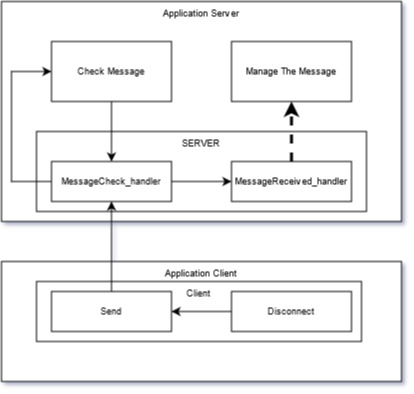 Application Server
Check Message
Manage The Message
SERVER
MessageCheck_handler
MessageReceived_handler
Application Client
Client
Send
Disconnect